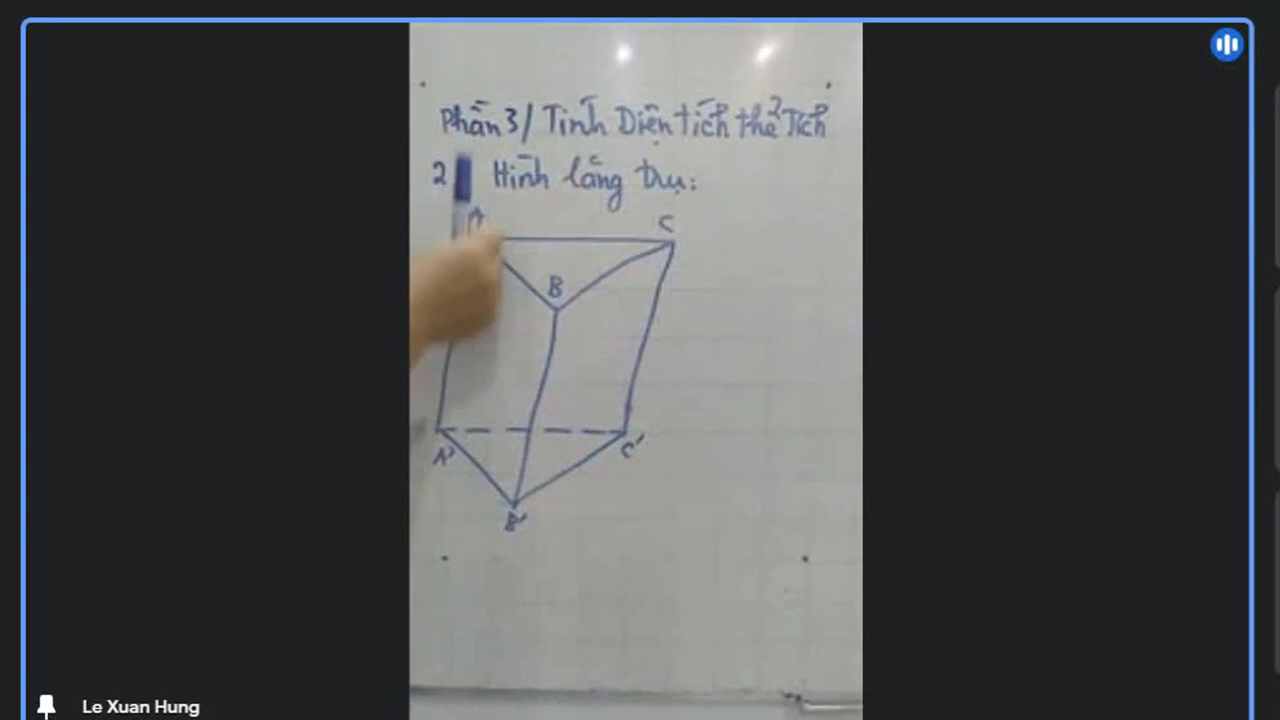 Phần 3/ Tính Diện tích thể Tích
2 Hình lăng trụ:
A C
B
A' C'
B'
Le Xuan Hung